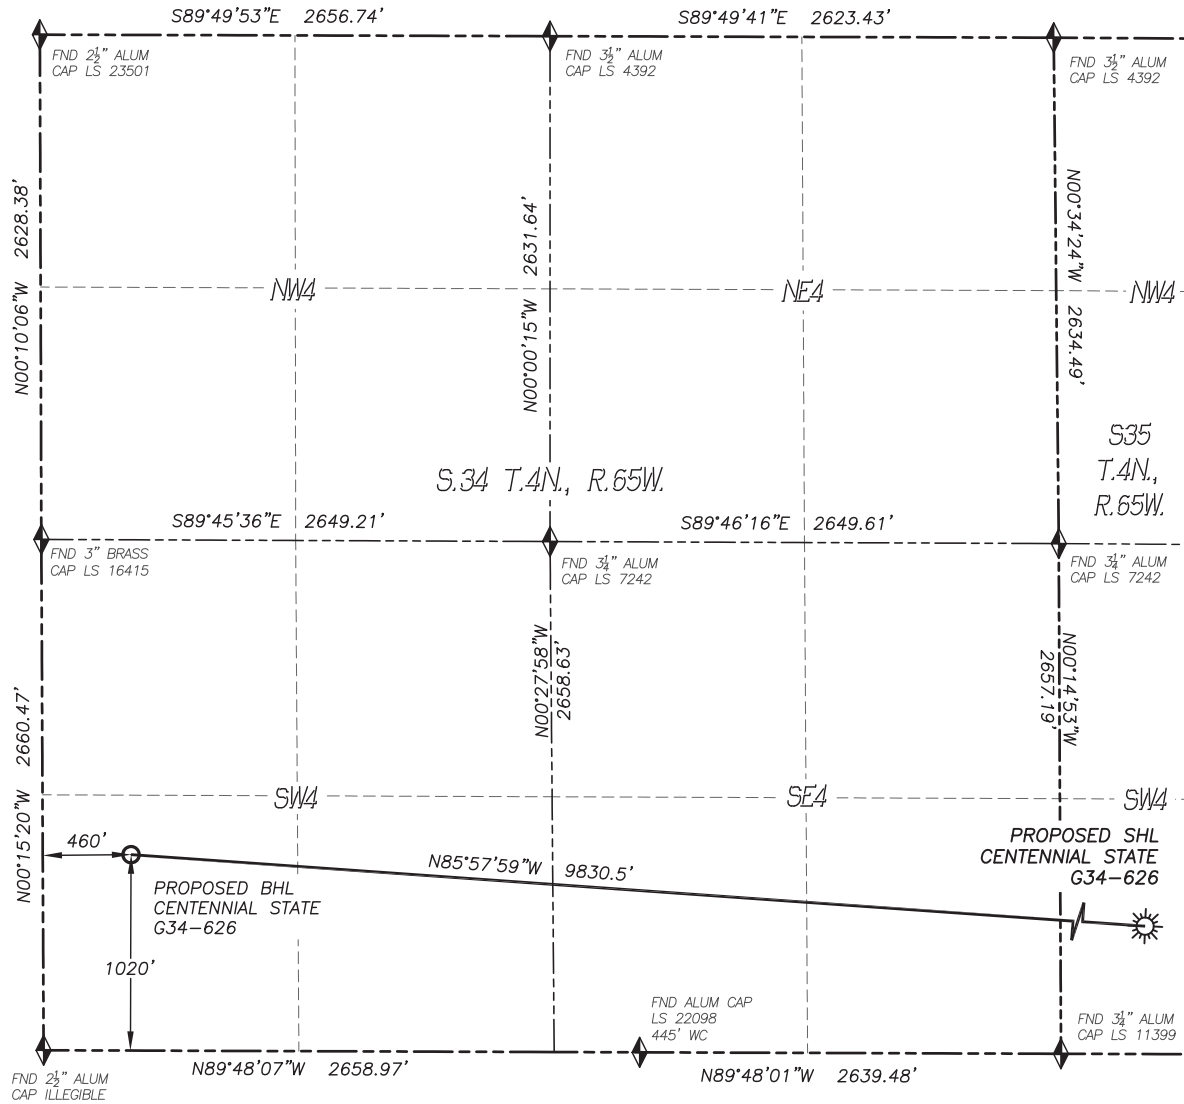 S89°49'53"E 2656.74'
S89°49'41"E 2623.43'
FND 2½" ALUM
CAP LS 23501
FND 3½" ALUM
CAP LS 4392
FND 3½" ALUM
CAP LS 4392
N00°10'06"W 2628.38'
N00°00'15"W 2631.64'
N00°34'24"W 2634.49'
NW4
NE4
NW4
S.34 T.4N., R.65W.
S35
T.4N.,
R.65W.
S89°45'36"E 2649.21'
S89°46'16"E 2649.61'
FND 3" BRASS
CAP LS 16415
FND 3¼" ALUM
CAP LS 7242
FND 3¼" ALUM
CAP LS 7242
N00°15'20"W 2660.47'
N00°27'58"W
2658.63'
N00°14'53"W
2657.19'
SW4
SE4
SW4
460'
N85°57'59"W 9830.5'
PROPOSED SHL
CENTENNIAL STATE
G34-626
PROPOSED BHL
CENTENNIAL STATE
G34-626
1020'
FND ALUM CAP
LS 22098
445' WC
FND 3¼" ALUM
CAP LS 11399
N89°48'07"W 2658.97'
N89°48'01"W 2639.48'
FND 2½" ALUM
CAP ILLEGIBLE